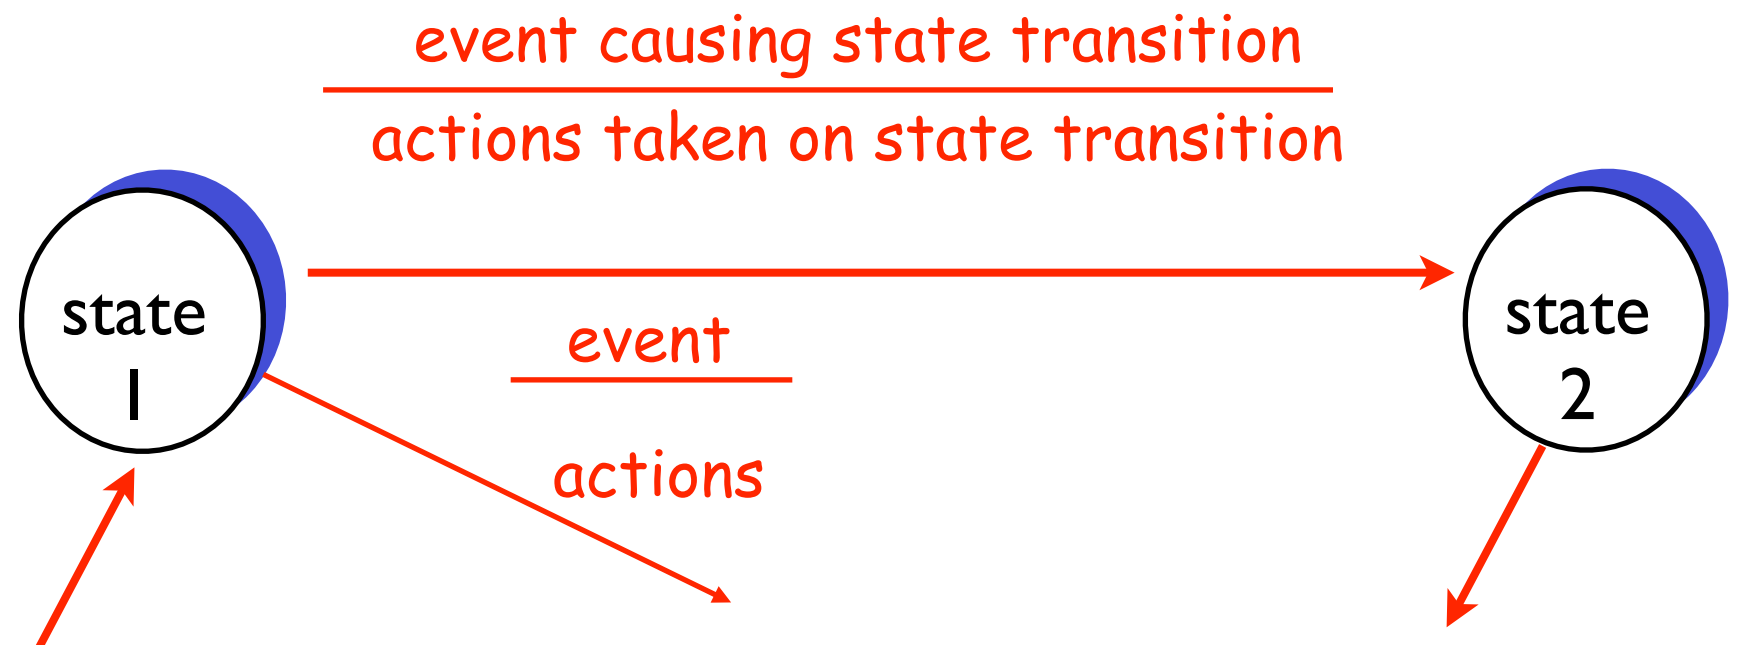 event causing state transition
actions taken on state transition
state
1
event
actions
state
2